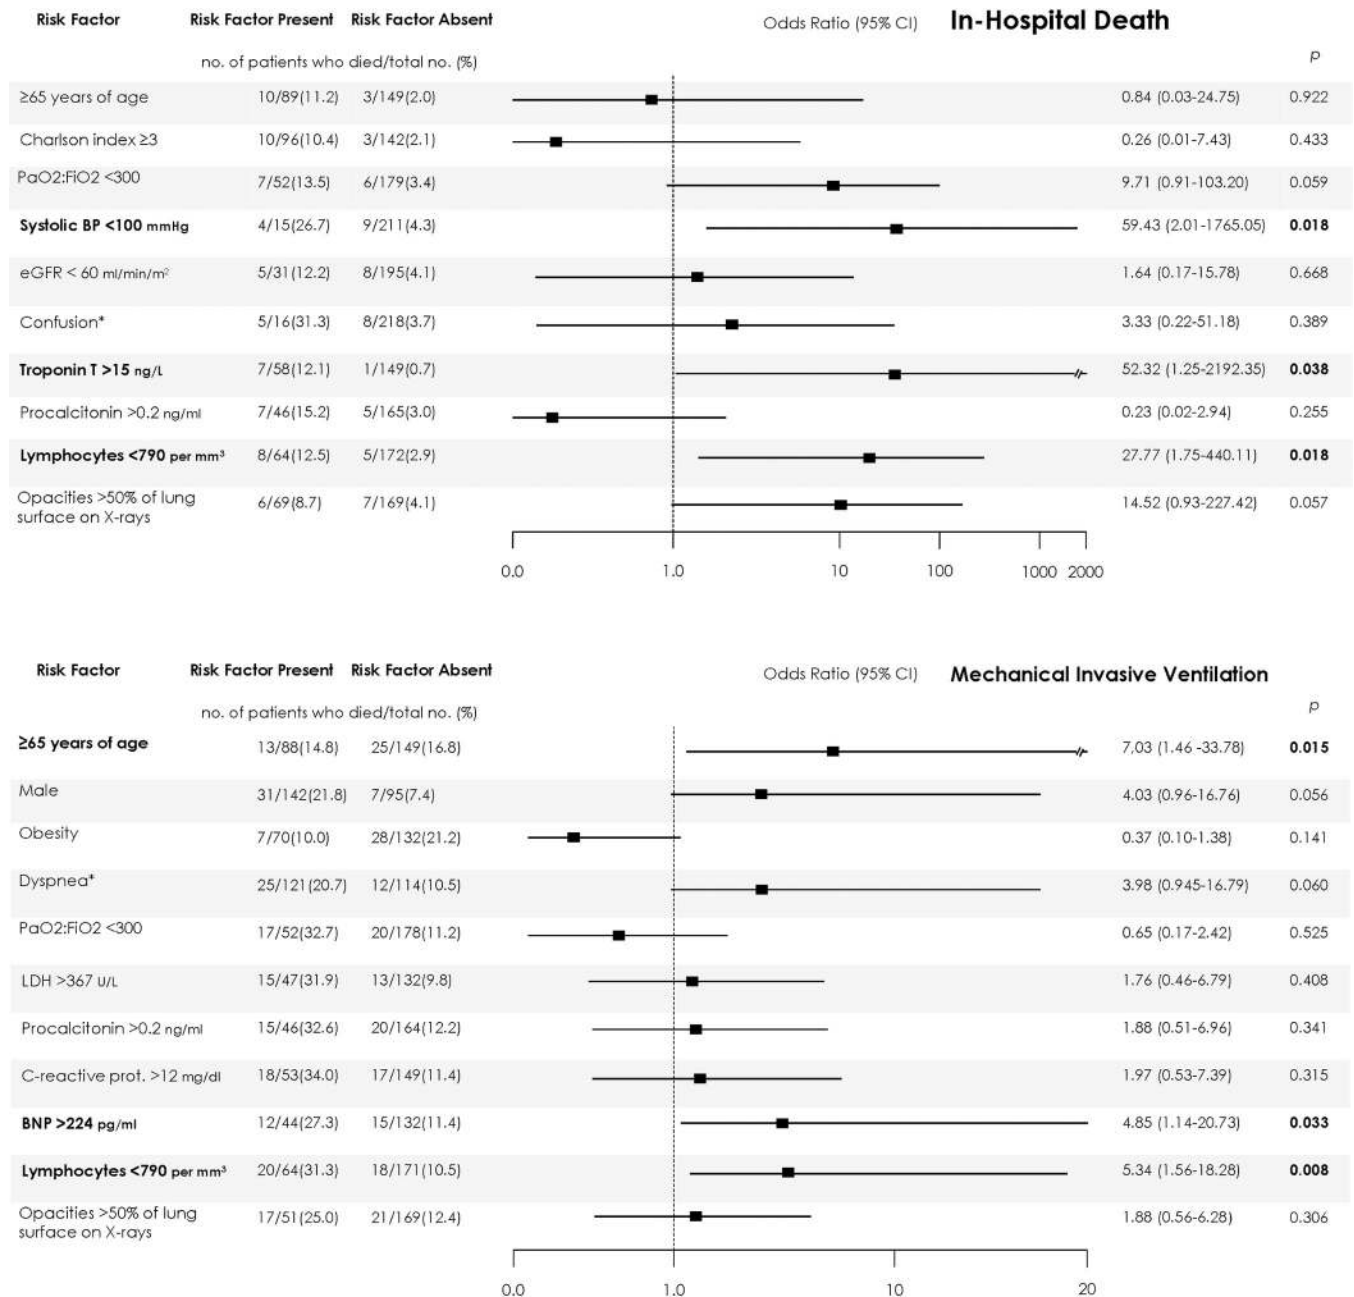 Risk Factor Risk Factor Present Risk Factor Absent Odds Ratio (95% CI) In-Hospital Death
no. of patients who died/total no. (%) p
≥65 years of age 10/89(11.2) 3/149(2.0) 0.84 (0.03-24.75) 0.922
Charlson index ≥3 10/96(10.4) 3/142(2.1) 0.26 (0.01-7.43) 0.433
PaO2:FiO2 <300 7/52(13.5) 6/179(3.4) 9.71 (0.91-103.20) 0.059
Systolic BP <100 mmHg 4/15(26.7) 9/211(4.3) 59.43 (2.01-1765.05) 0.018
eGFR < 60 ml/min/m² 5/31(12.2) 8/195(4.1) 1.64 (0.17-15.78) 0.668
Confusion* 5/16(31.3) 8/218(3.7) 3.33 (0.22-51.18) 0.389
Troponin T >15 ng/L 7/58(12.1) 1/149(0.7) 52.32 (1.25-2192.35) 0.038
Procalcitonin >0.2 ng/ml 7/46(15.2) 5/165(3.0) 0.23 (0.02-2.94) 0.255
Lymphocytes <790 per mm³ 8/64(12.5) 5/172(2.9) 27.77 (1.75-440.11) 0.018
Opacities >50% of lung
surface on X-rays 6/69(8.7) 7/169(4.1) 14.52 (0.93-227.42) 0.057
0.0 1.0 10 100 1000 2000
Risk Factor Risk Factor Present Risk Factor Absent Odds Ratio (95% CI) Mechanical Invasive Ventilation
no. of patients who died/total no. (%) p
≥65 years of age 13/88(14.8) 25/149(16.8) 7.03 (1.46 -33.78) 0.015
Male 31/142(21.8) 7/95(7.4) 4.03 (0.96-16.76) 0.056
Obesity 7/70(10.0) 28/132(21.2) 0.37 (0.10-1.38) 0.141
Dyspnea* 25/121(20.7) 12/114(10.5) 3.98 (0.945-16.79) 0.060
PaO2:FiO2 <300 17/52(32.7) 20/178(11.2) 0.65 (0.17-2.42) 0.525
LDH >367 U/L 15/47(31.9) 13/132(9.8) 1.76 (0.46-6.79) 0.408
Procalcitonin >0.2 ng/ml 15/46(32.6) 20/164(12.2) 1.88 (0.51-6.96) 0.341
C-reactive prot. >12 mg/dl 18/53(34.0) 17/149(11.4) 1.97 (0.53-7.39) 0.315
BNP >224 pg/ml 12/44(27.3) 15/132(11.4) 4.85 (1.14-20.73) 0.033
Lymphocytes <790 per mm³ 20/64(31.3) 18/171(10.5) 5.34 (1.56-18.28) 0.008
Opacities >50% of lung
surface on X-rays 17/51(25.0) 21/169(12.4) 1.88 (0.56-6.28) 0.306
0.0 1.0 10 20